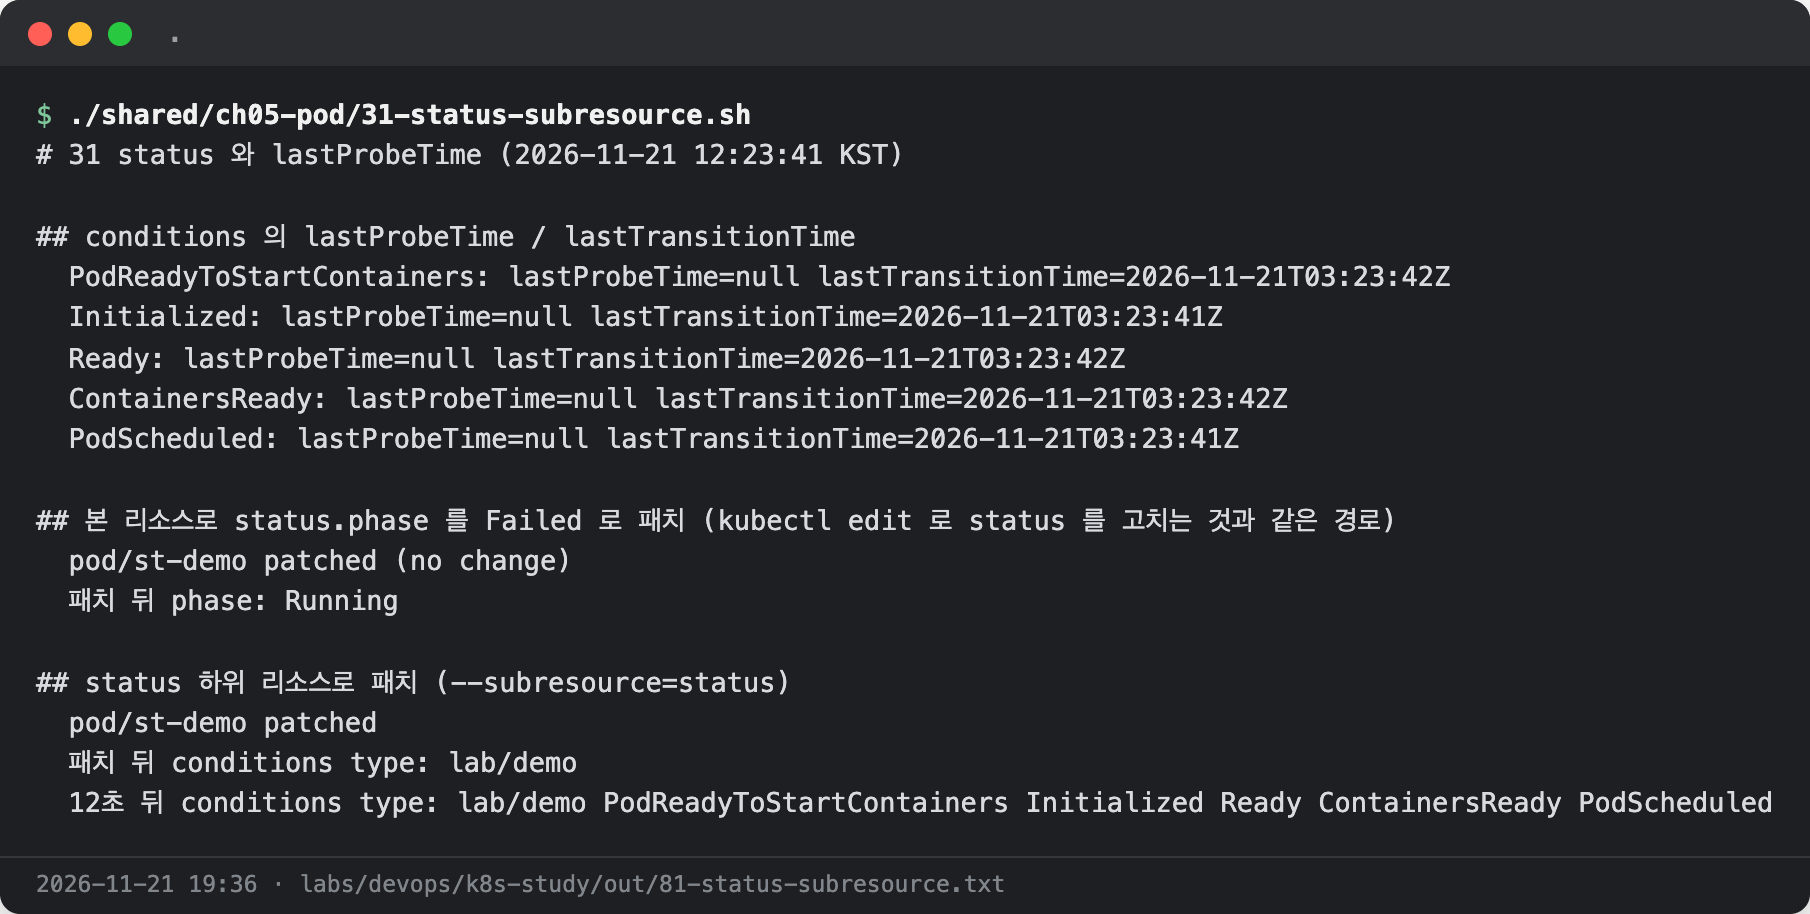 .
$ ./shared/ch05-pod/31-status-subresource.sh
# 31 status 와 lastProbeTime (2026-11-21 12:23:41 KST)
## conditions 의 lastProbeTime / lastTransitionTime
PodReadyToStartContainers: lastProbeTime=null lastTransitionTime=2026-11-21T03:23:42Z
Initialized: lastProbeTime=null lastTransitionTime=2026-11-21T03:23:41Z
Ready: lastProbeTime=null lastTransitionTime=2026-11-21T03:23:42Z
ContainersReady: lastProbeTime=null lastTransitionTime=2026-11-21T03:23:42Z
PodScheduled: lastProbeTime=null lastTransitionTime=2026-11-21T03:23:41Z
## 본 리소스로 status.phase 를 Failed 로 패치 (kubectl edit 로 status 를 고치는 것과 같은 경로)
pod/st-demo patched (no change)
패치 뒤 phase: Running
## status 하위 리소스로 패치 (--subresource=status)
pod/st-demo patched
패치 뒤 conditions type: lab/demo
12초 뒤 conditions type: lab/demo PodReadyToStartContainers Initialized Ready ContainersReady PodScheduled
2026-11-21 19:36 · labs/devops/k8s-study/out/81-status-subresource.txt